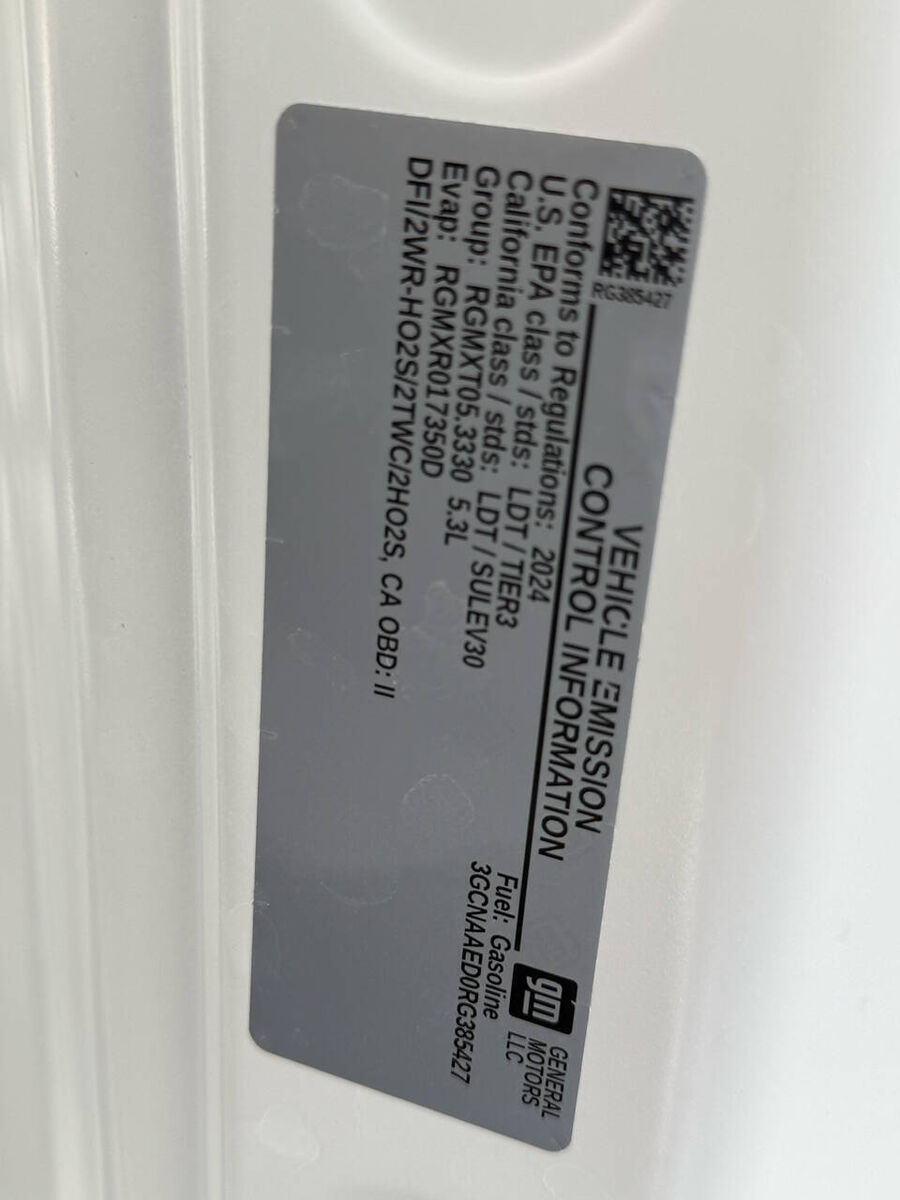 RG385427
VEHICLE EMISSION
CONTROL INFORMATION
gm
GENERAL
MOTORS
LLC
Conforms to Regulations: 2024
U.S. EPA class / stds: LDT / TIER3
California class / stds: LDT / SULEV30
Group: RGMXT05.3330 5.3L
Evap: RGMXR017350D
DFI/2WR-HO2S/2TWC/2HO2S, CA OBD: II
Fuel: Gasoline
3GCNAAED0RG385427